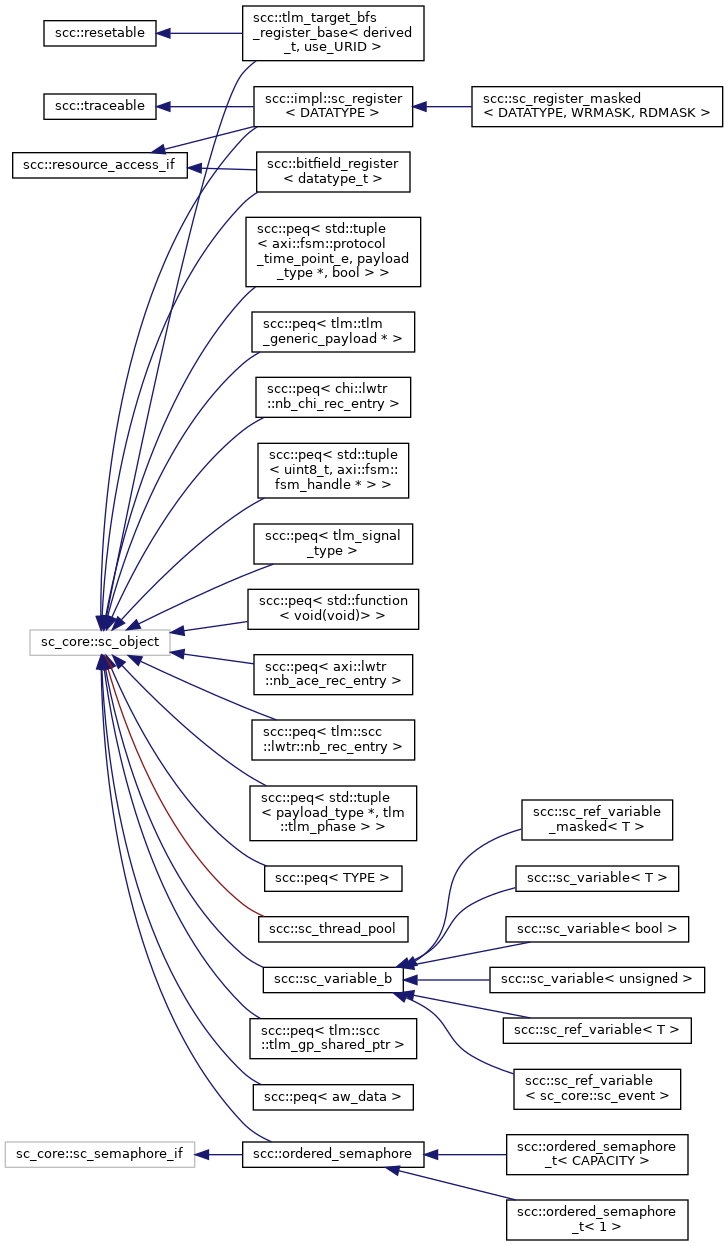 scc::resetable
scc::tlm_target_bfs
_register_base< derived
_t, use_URID >
scc::traceable
scc::impl::sc_register
< DATATYPE >
scc::sc_register_masked
< DATATYPE, WRMASK, RDMASK >
scc::resource_access_if
scc::bitfield_register
< datatype_t >
scc::peq< std::tuple
< axi::fsm::protocol
_time_point_e, payload
_type *, bool > >
scc::peq< tlm::tlm
_generic_payload * >
scc::peq< chi::lwtr
::nb_chi_rec_entry >
scc::peq< std::tuple
< uint8_t, axi::fsm::
fsm_handle * > >
scc::peq< tlm_signal
_type >
scc::peq< std::function
< void(void)> >
sc_core::sc_object
scc::peq< axi::lwtr
::nb_ace_rec_entry >
scc::peq< tlm::scc
::lwtr::nb_rec_entry >
scc::peq< std::tuple
< payload_type *, tlm
::tlm_phase > >
scc::sc_ref_variable
_masked< T >
scc::peq< TYPE >
scc::sc_variable< T >
scc::sc_thread_pool
scc::sc_variable< bool >
scc::sc_variable_b
scc::sc_variable< unsigned >
scc::peq< tlm::scc
::tlm_gp_shared_ptr >
scc::sc_ref_variable< T >
scc::peq< aw_data >
scc::sc_ref_variable
< sc_core::sc_event >
sc_core::sc_semaphore_if
scc::ordered_semaphore
scc::ordered_semaphore
_t< CAPACITY >
scc::ordered_semaphore
_t< 1 >